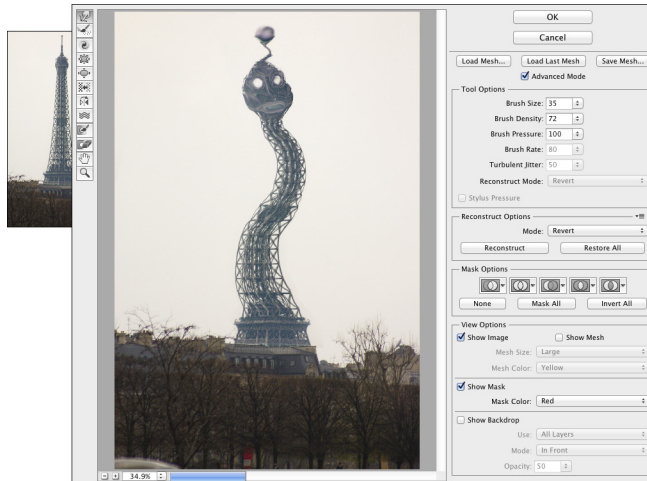 OK
Cancel
Load Mesh... Load Last Mesh Save Mesh...
Advanced Mode
Tool Options
Brush Size: 35
Brush Density: 72
Brush Pressure: 100
Brush Rate: 80
Turbulent Jitter: 50
Reconstruct Mode: Revert
Stylus Pressure
Reconstruct Options
Mode: Revert
Reconstruct Restore All
Mask Options
None Mask All Invert All
View Options
Show Image Show Mesh
Mesh Size: Large
Mesh Color: Yellow
Show Mask
Mask Color: Red
Show Backdrop
Use: All Layers
Mode: In Front
Opacity: 50
34.9%